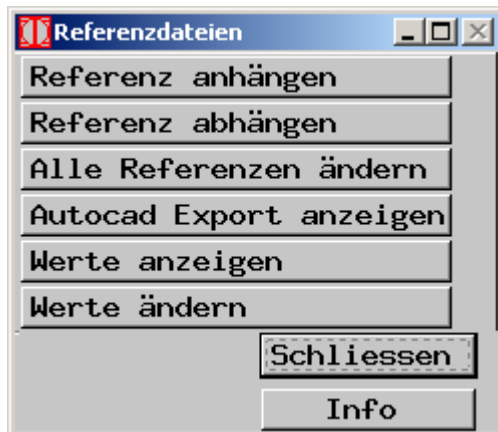 Referenzdateien
Referenz anhängen
Referenz abhängen
Alle Referenzen ändern
Autocad Export anzeigen
Werte anzeigen
Werte ändern
Schliessen
Info